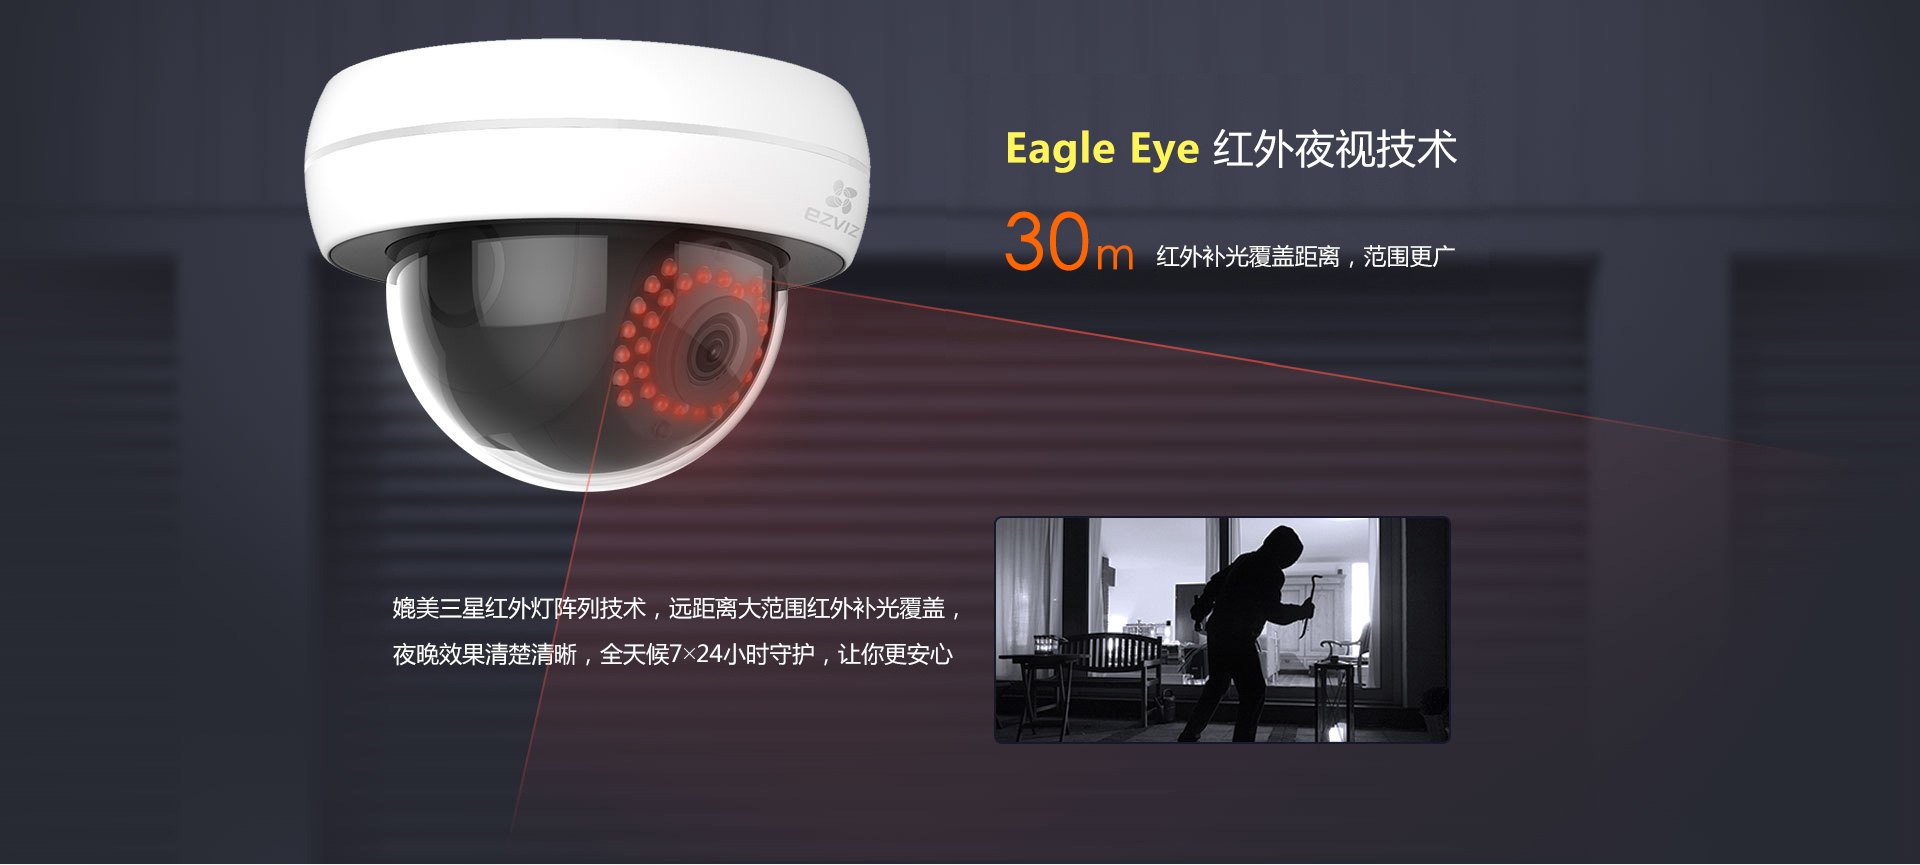 Eagle Eye 红外夜视技术
30m 红外补光覆盖距离，范围更广
ezviz
媲美三星红外灯阵列技术，远距离大范围红外补光覆盖，
夜晚效果清楚清晰，全天候7×24小时守护，让你更安心